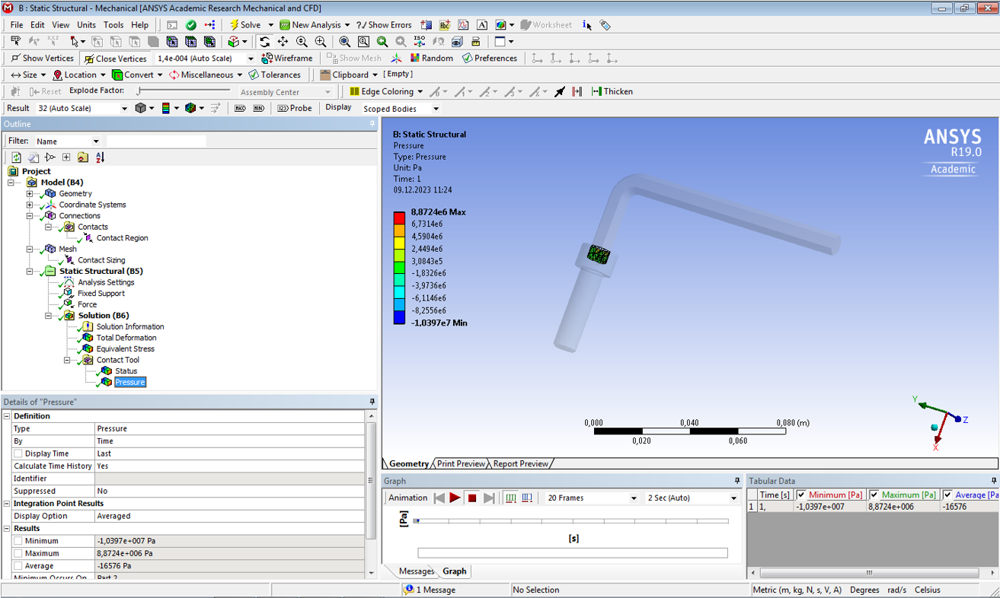 B : Static Structural - Mechanical [ANSYS Academic Research Mechanical and CFD]
File Edit View Units Tools Help Solve New Analysis ?/ Show Errors Worksheet
Show Vertices Close Vertices 1,4e-004 (Auto Scale) Wireframe Show Mesh Random Preferences
Size Location Convert Miscellaneous Tolerances Clipboard [ Empty ]
Reset Explode Factor: Assembly Center Edge Coloring Thicken
Result 32 (Auto Scale) MAX MIN Probe Display Scoped Bodies
Outline
Filter: Name
Project
Model (B4)
Geometry
Coordinate Systems
Connections
Contacts
Contact Region
Mesh
Contact Sizing
Static Structural (B5)
Analysis Settings
Fixed Support
Force
Solution (B6)
Solution Information
Total Deformation
Equivalent Stress
Contact Tool
Status
Pressure
B: Static Structural
Pressure
Type: Pressure
Unit: Pa
Time: 1
09.12.2023 11:24
8,8724e6 Max
6,7314e6
4,5904e6
2,4494e6
3,0843e5
-1,8326e6
-3,9736e6
-6,1146e6
-8,2556e6
-1,0397e7 Min
ANSYS
R19.0
Academic
0,000 0,040 0,080 (m)
0,020 0,060
Y
Z
X
Geometry Print Preview Report Preview
Details of "Pressure"
Definition
Type Pressure
By Time
Display Time Last
Calculate Time History Yes
Identifier
Suppressed No
Integration Point Results
Display Option Averaged
Results
Minimum -1,0397e+007 Pa
Maximum 8,8724e+006 Pa
Average -16576 Pa
Minimum Occurs On Part 2
Graph
Animation 20 Frames 2 Sec (Auto)
[Pa]
[s]
Messages Graph
Tabular Data
Time [s] Minimum [Pa] Maximum [Pa] Average [Pa
1 1, -1,0397e+007 8,8724e+006 -16576
1 Message No Selection Metric (m, kg, N, s, V, A) Degrees rad/s Celsius